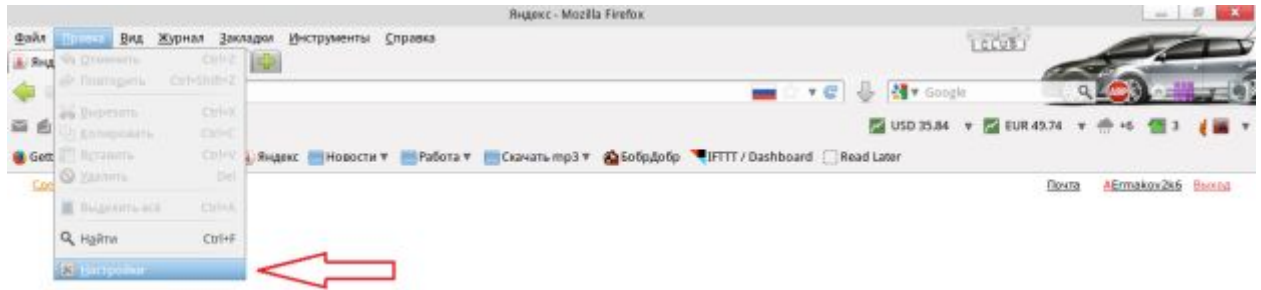 Яндекс - Mozilla Firefox
Файл Правка Вид Журнал Закладки Инструменты Справка
Янд
Отменить Ctrl+Z
Повторить Ctrl+Shift+Z
Google
Вырезать Ctrl+X
USD 35.84 EUR 49.74 +6 3
Копировать Ctrl+C
Gett Вставить Ctrl+V Яндекс Новости Работа Скачать mp3 БобрДобр IFTTT / Dashboard Read Later
Удалить Del
Почта AErmakov2k6 Выход
Выделить всё Ctrl+A
Найти Ctrl+F
Настройки